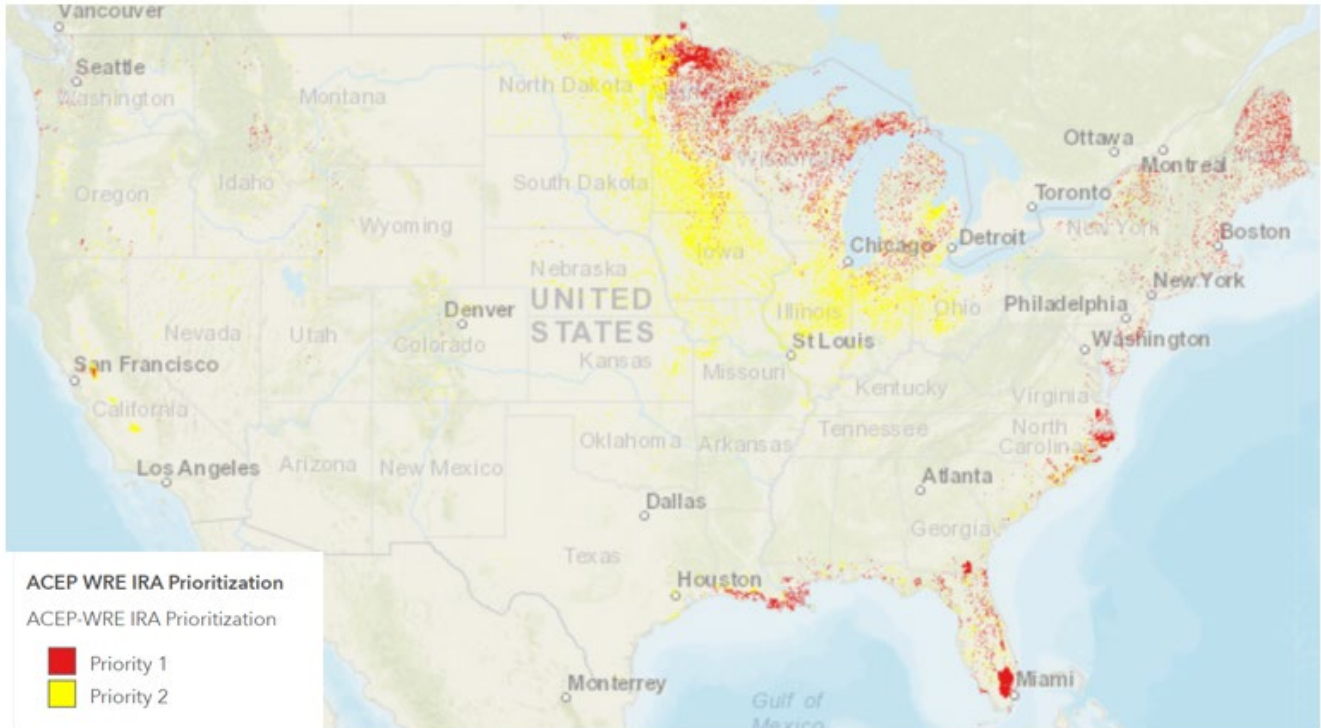 Vancouver
Seattle
Washington
Montana
North Dakota
Ottawa
Montreal
Oregon
Idaho
South Dakota
Wisconsin
Toronto
Wyoming
New York
Boston
Iowa
Chicago
Detroit
Nebraska
New York
UNITED
STATES
Denver
Illinois
Ohio
Philadelphia
Nevada
Utah
Colorado
St Louis
Washington
San Francisco
Kansas
Missouri
Kentucky
Virginia
California
Oklahoma
Arkansas
Tennessee
North
Carolina
Los Angeles
Arizona
New Mexico
Atlanta
Dallas
Georgia
Texas
Houston
ACEP WRE IRA Prioritization
ACEP-WRE IRA Prioritization
Priority 1
Priority 2
Monterrey
Miami
Gulf of
Mexico